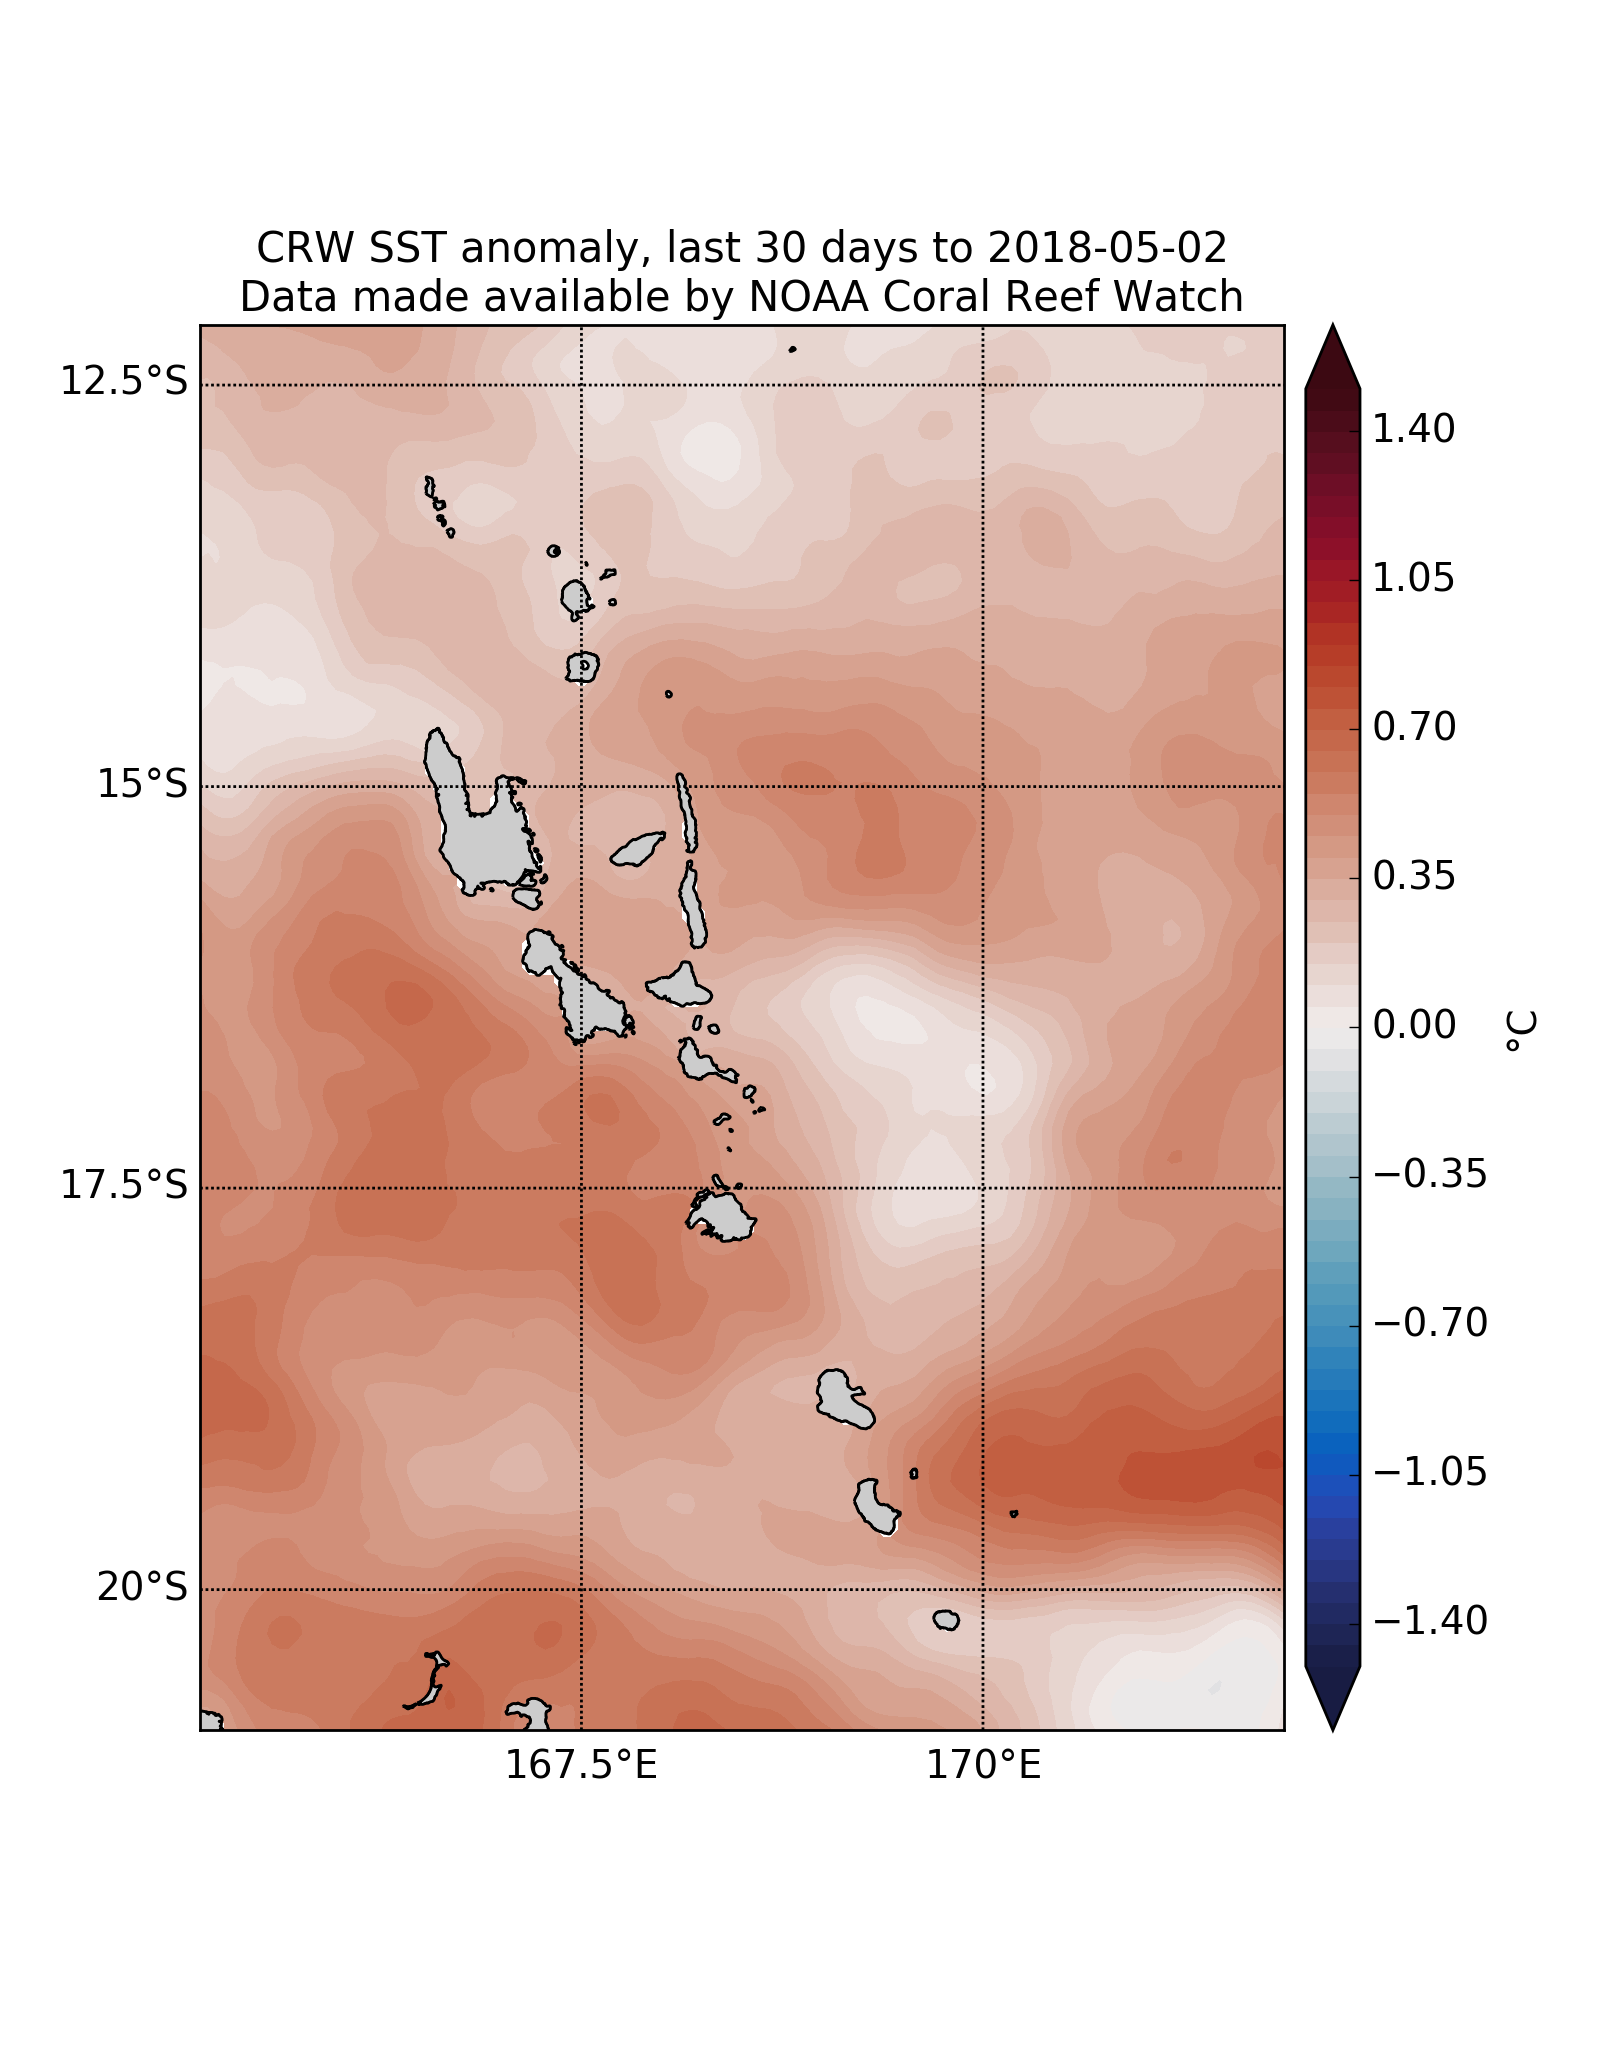 CRW SST anomaly, last 30 days to 2018-05-02
Data made available by NOAA Coral Reef Watch
12.5°S
15°S
17.5°S
20°S
167.5°E
170°E
1.40
1.05
0.70
0.35
0.00
−0.35
−0.70
−1.05
−1.40
°C